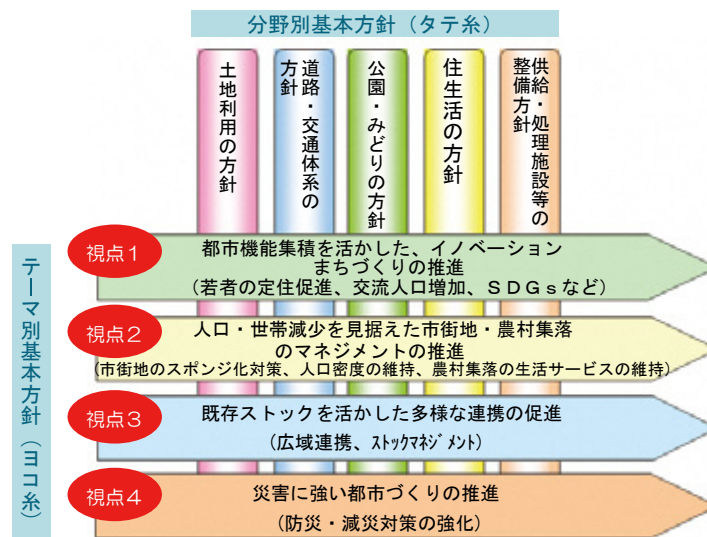 分野別基本方針（タテ糸）
土地利用の方針
道路・交通体系の
方針
公園・みどりの方針
住生活の方針
供給・処理施設等の
整備方針
テーマ別基本方針（ヨコ糸）
視点1
都市機能集積を活かした、イノベーション
まちづくりの推進
（若者の定住促進、交流人口増加、ＳＤＧｓなど）
視点2
人口・世帯減少を見据えた市街地・農村集落
のマネジメントの推進
（市街地のスポンジ化対策、人口密度の維持、農村集落の生活サービスの維持）
視点3
既存ストックを活かした多様な連携の促進
（広域連携、ｽﾄｯｸﾏﾈｼﾞﾒﾝﾄ）
視点4
災害に強い都市づくりの推進
（防災・減災対策の強化）